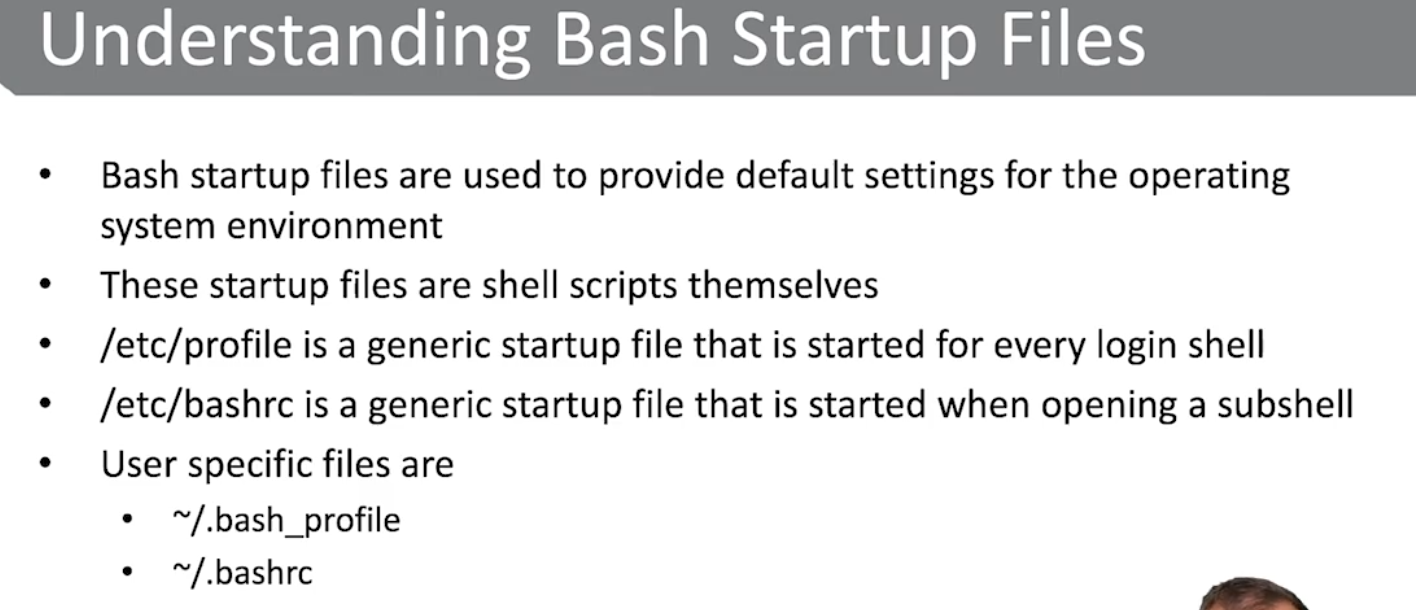 Understanding Bash Startup Files
• Bash startup files are used to provide default settings for the operating
system environment
• These startup files are shell scripts themselves
• /etc/profile is a generic startup file that is started for every login shell
• /etc/bashrc is a generic startup file that is started when opening a subshell
• User specific files are
• ~/.bash_profile
• ~/.bashrc